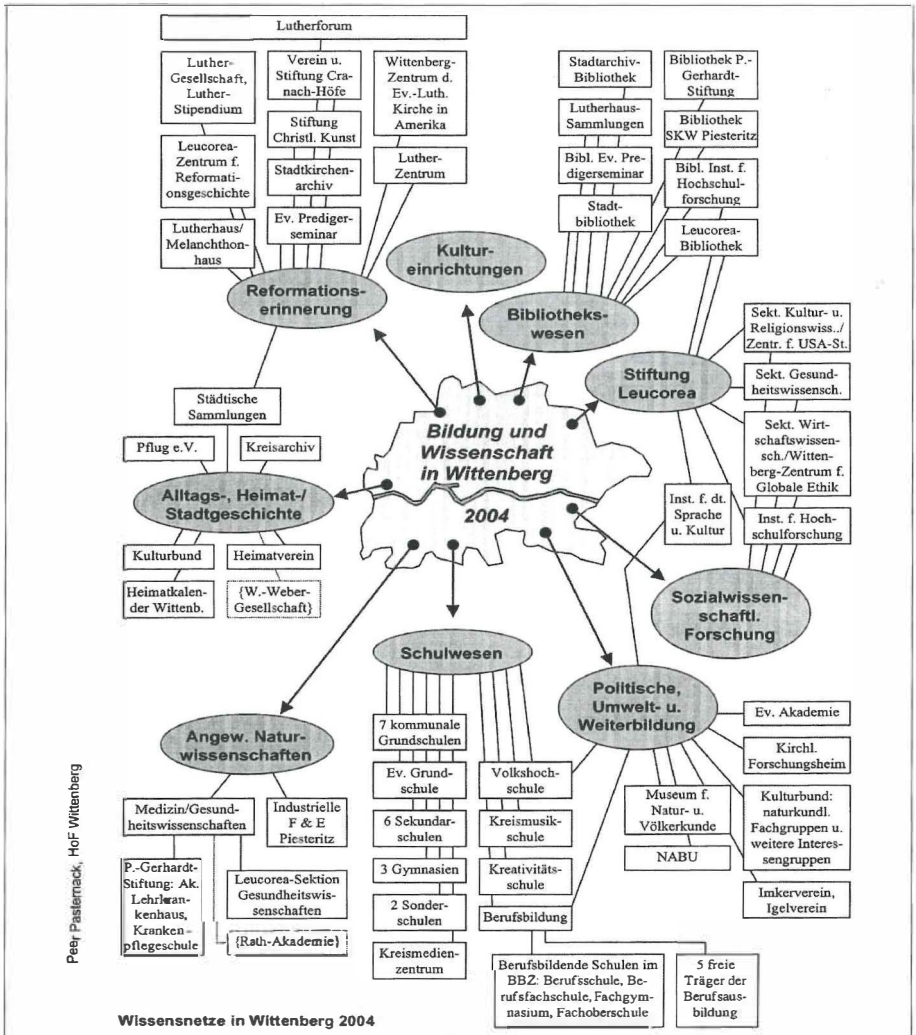 Lutherforum
Luther-
Gesellschaft,
Luther-
Stipendium
Leucorea-
Zentrum f.
Reformati-
onsgeschichte
Lutherhaus/
Melanchthon-
haus
Verein u.
Stiftung Cra-
nach-Höfe
Stiftung
Christl. Kunst
Stadtkirchen-
archiv
Ev. Prediger-
seminar
Wittenberg-
Zentrum d.
Ev.-Luth.
Kirche in
Amerika
Luther-
Zentrum
Stadtarchiv-
Bibliothek
Lutherhaus-
Sammlungen
Bibl. Ev. Pre-
digerseminar
Stadt-
bibliothek
Bibliothek P.-
Gerhardt-
Stiftung
Bibliothek
SKW Piesteritz
Bibl. Inst. f.
Hochschul-
forschung
Leucorea-
Bibliothek
Reformations-
erinnerung
Kultur-
einrichtungen
Bibliotheks-
wesen
Stiftung
Leucorea
Sekt. Kultur- u.
Religionswiss../
Zentr. f. USA-St.
Sekt. Gesund-
heitswissensch.
Sekt. Wirt-
schaftswissen-
sch./Witten-
berg-Zentrum f.
Globale Ethik
Inst. f. Hoch-
schulforschung
Inst. f. dt.
Sprache
u. Kultur
Städtische
Sammlungen
Pflug e.V.
Kreisarchiv
Alltags-, Heimat-/
Stadtgeschichte
Kulturbund
Heimatverein
Heimatkalen-
der Wittenb.
{W.-Weber-
Gesellschaft}
Bildung und
Wissenschaft
in Wittenberg
2004
Sozialwissen-
schaftl.
Forschung
Schulwesen
Politische,
Umwelt- u.
Weiterbildung
Angew. Natur-
wissenschaften
Medizin/Gesund-
heitswissenschaften
Industrielle
F & E
Piesteritz
P.-Gerhardt-
Stiftung: Ak.
Lehrkran-
kenhaus,
Kranken-
pflegeschule
Leucorea-Sektion
Gesundheitswis-
senschaften
{Rath-Akademie}
7 kommunale
Grundschulen
Ev. Grund-
schule
6 Sekundar-
schulen
3 Gymnasien
2 Sonder-
schulen
Kreismedien-
zentrum
Volkshoch-
schule
Kreismusik-
schule
Kreativitäts-
schule
Berufsbildung
Berufsbildende Schulen im
BBZ: Berufsschule, Be-
rufsfachschule, Fachgym-
nasium, Fachoberschule
5 freie
Träger der
Berufsaus-
bildung
Museum f.
Natur- u.
Völkerkunde
NABU
Ev. Akademie
Kirchl.
Forschungsheim
Kulturbund:
naturkundl.
Fachgruppen u.
weitere Interes-
sengruppen
Imkerverein,
Igelverein
Peer Pasternack, HoF Wittenberg
Wissensnetze in Wittenberg 2004